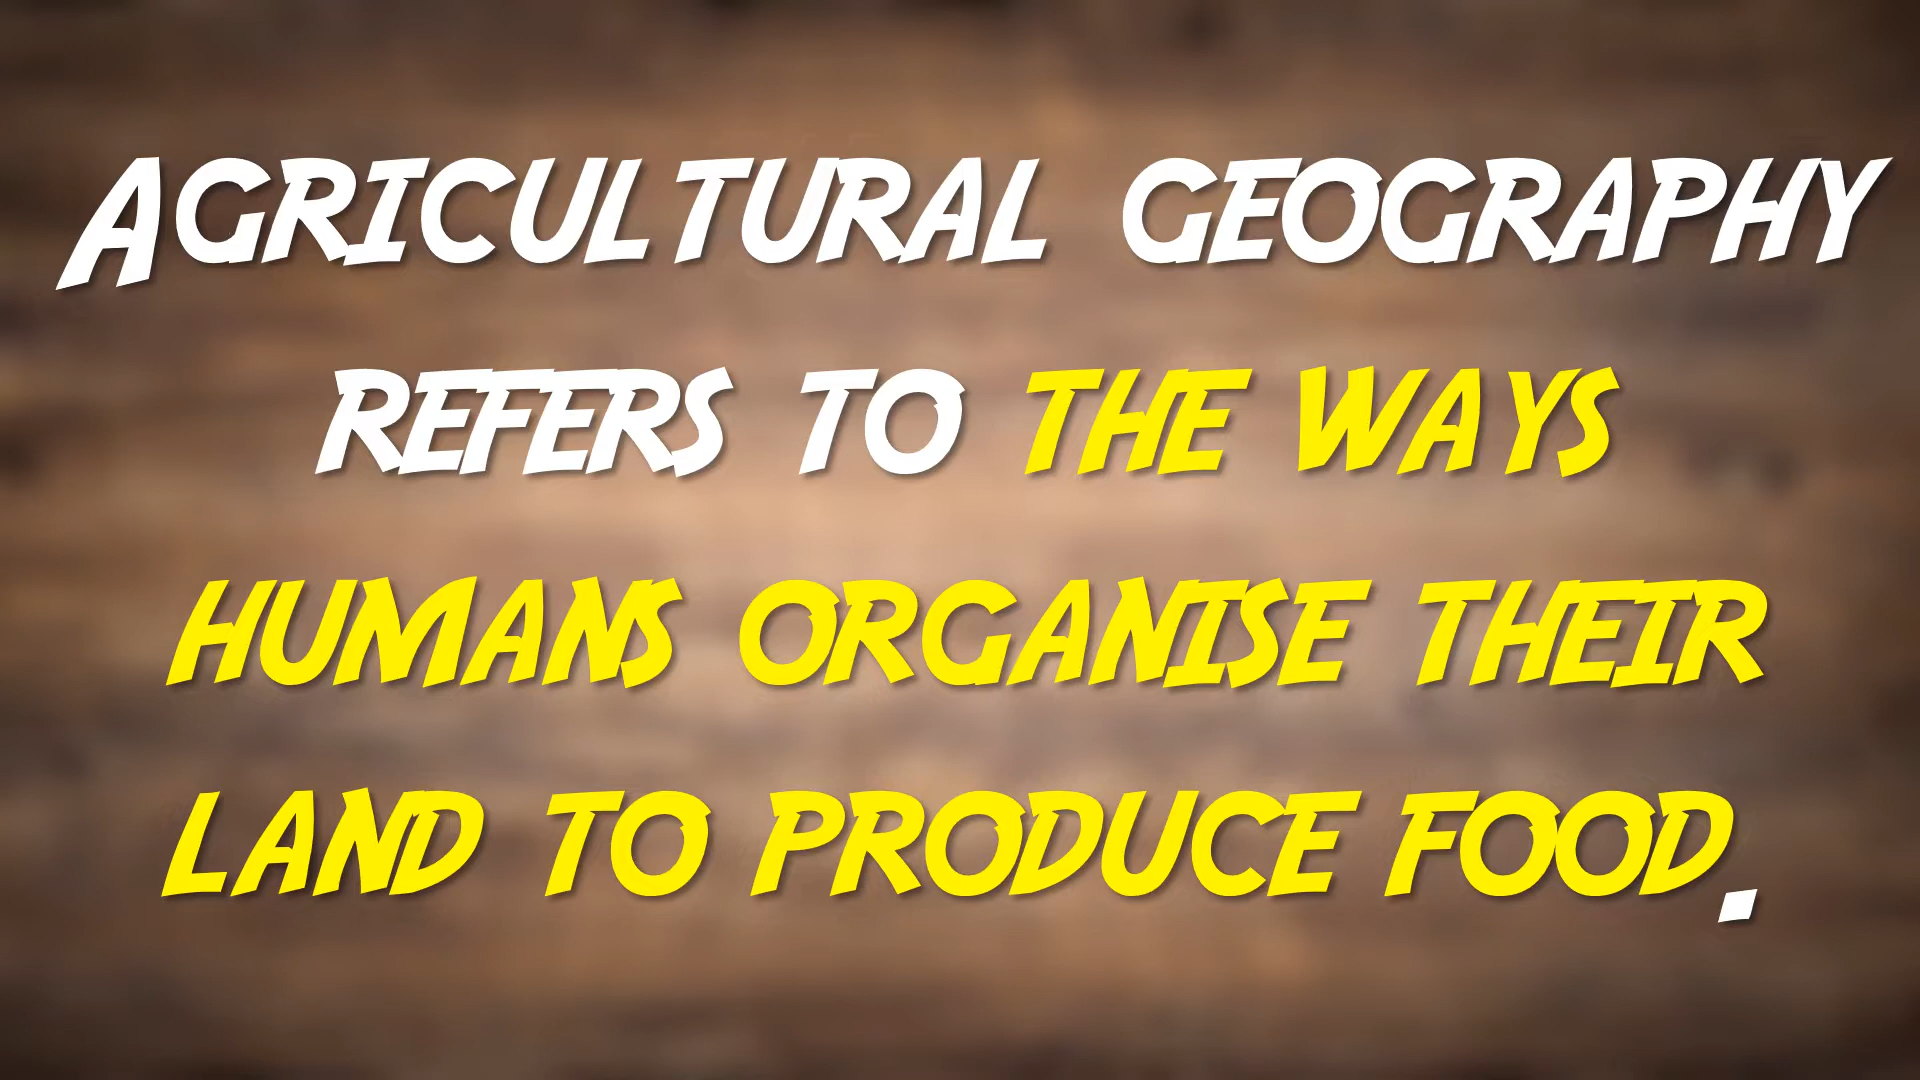 Agricultural geography
refers to the ways
humans organise their
land to produce food.